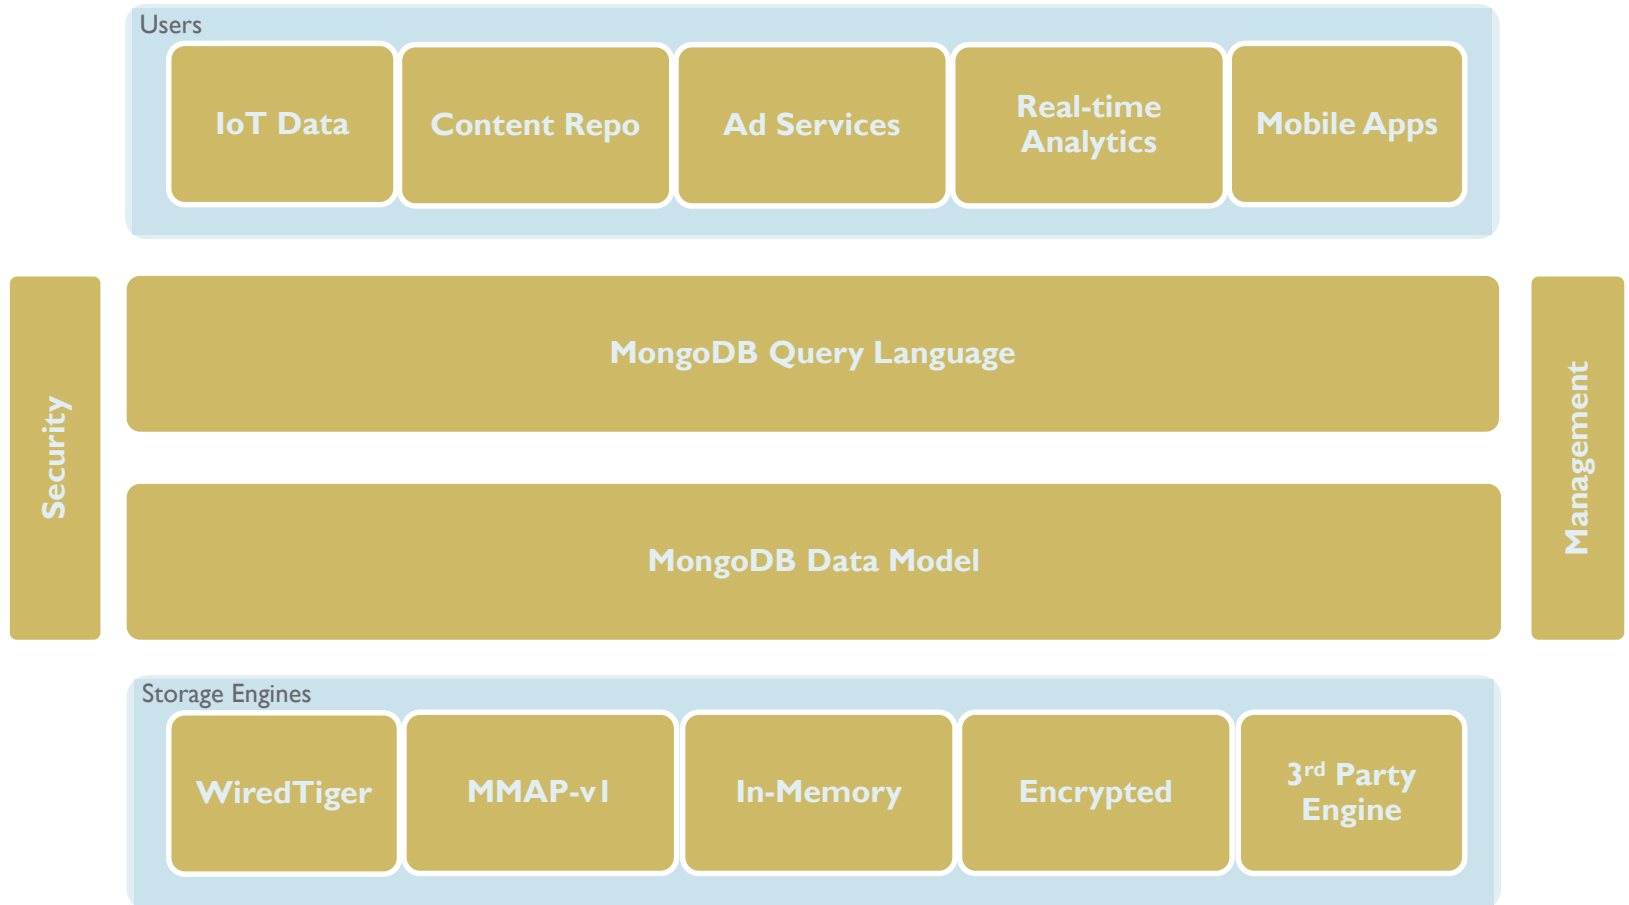 Users
IoT Data
Content Repo
Ad Services
Real-time
Analytics
Mobile Apps
Security
MongoDB Query Language
MongoDB Data Model
Management
Storage Engines
WiredTiger
MMAP-v1
In-Memory
Encrypted
3rd Party
Engine